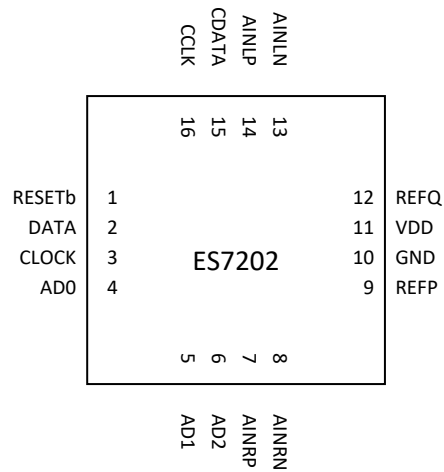 CCLK CDATA AINLP AINLN
16 15 14 13
RESETb 1 12 REFQ
DATA 2 11 VDD
CLOCK 3 ES7202 10 GND
AD0 4 9 REFP
5 6 7 8
AD1 AD2 AINRP AINRN